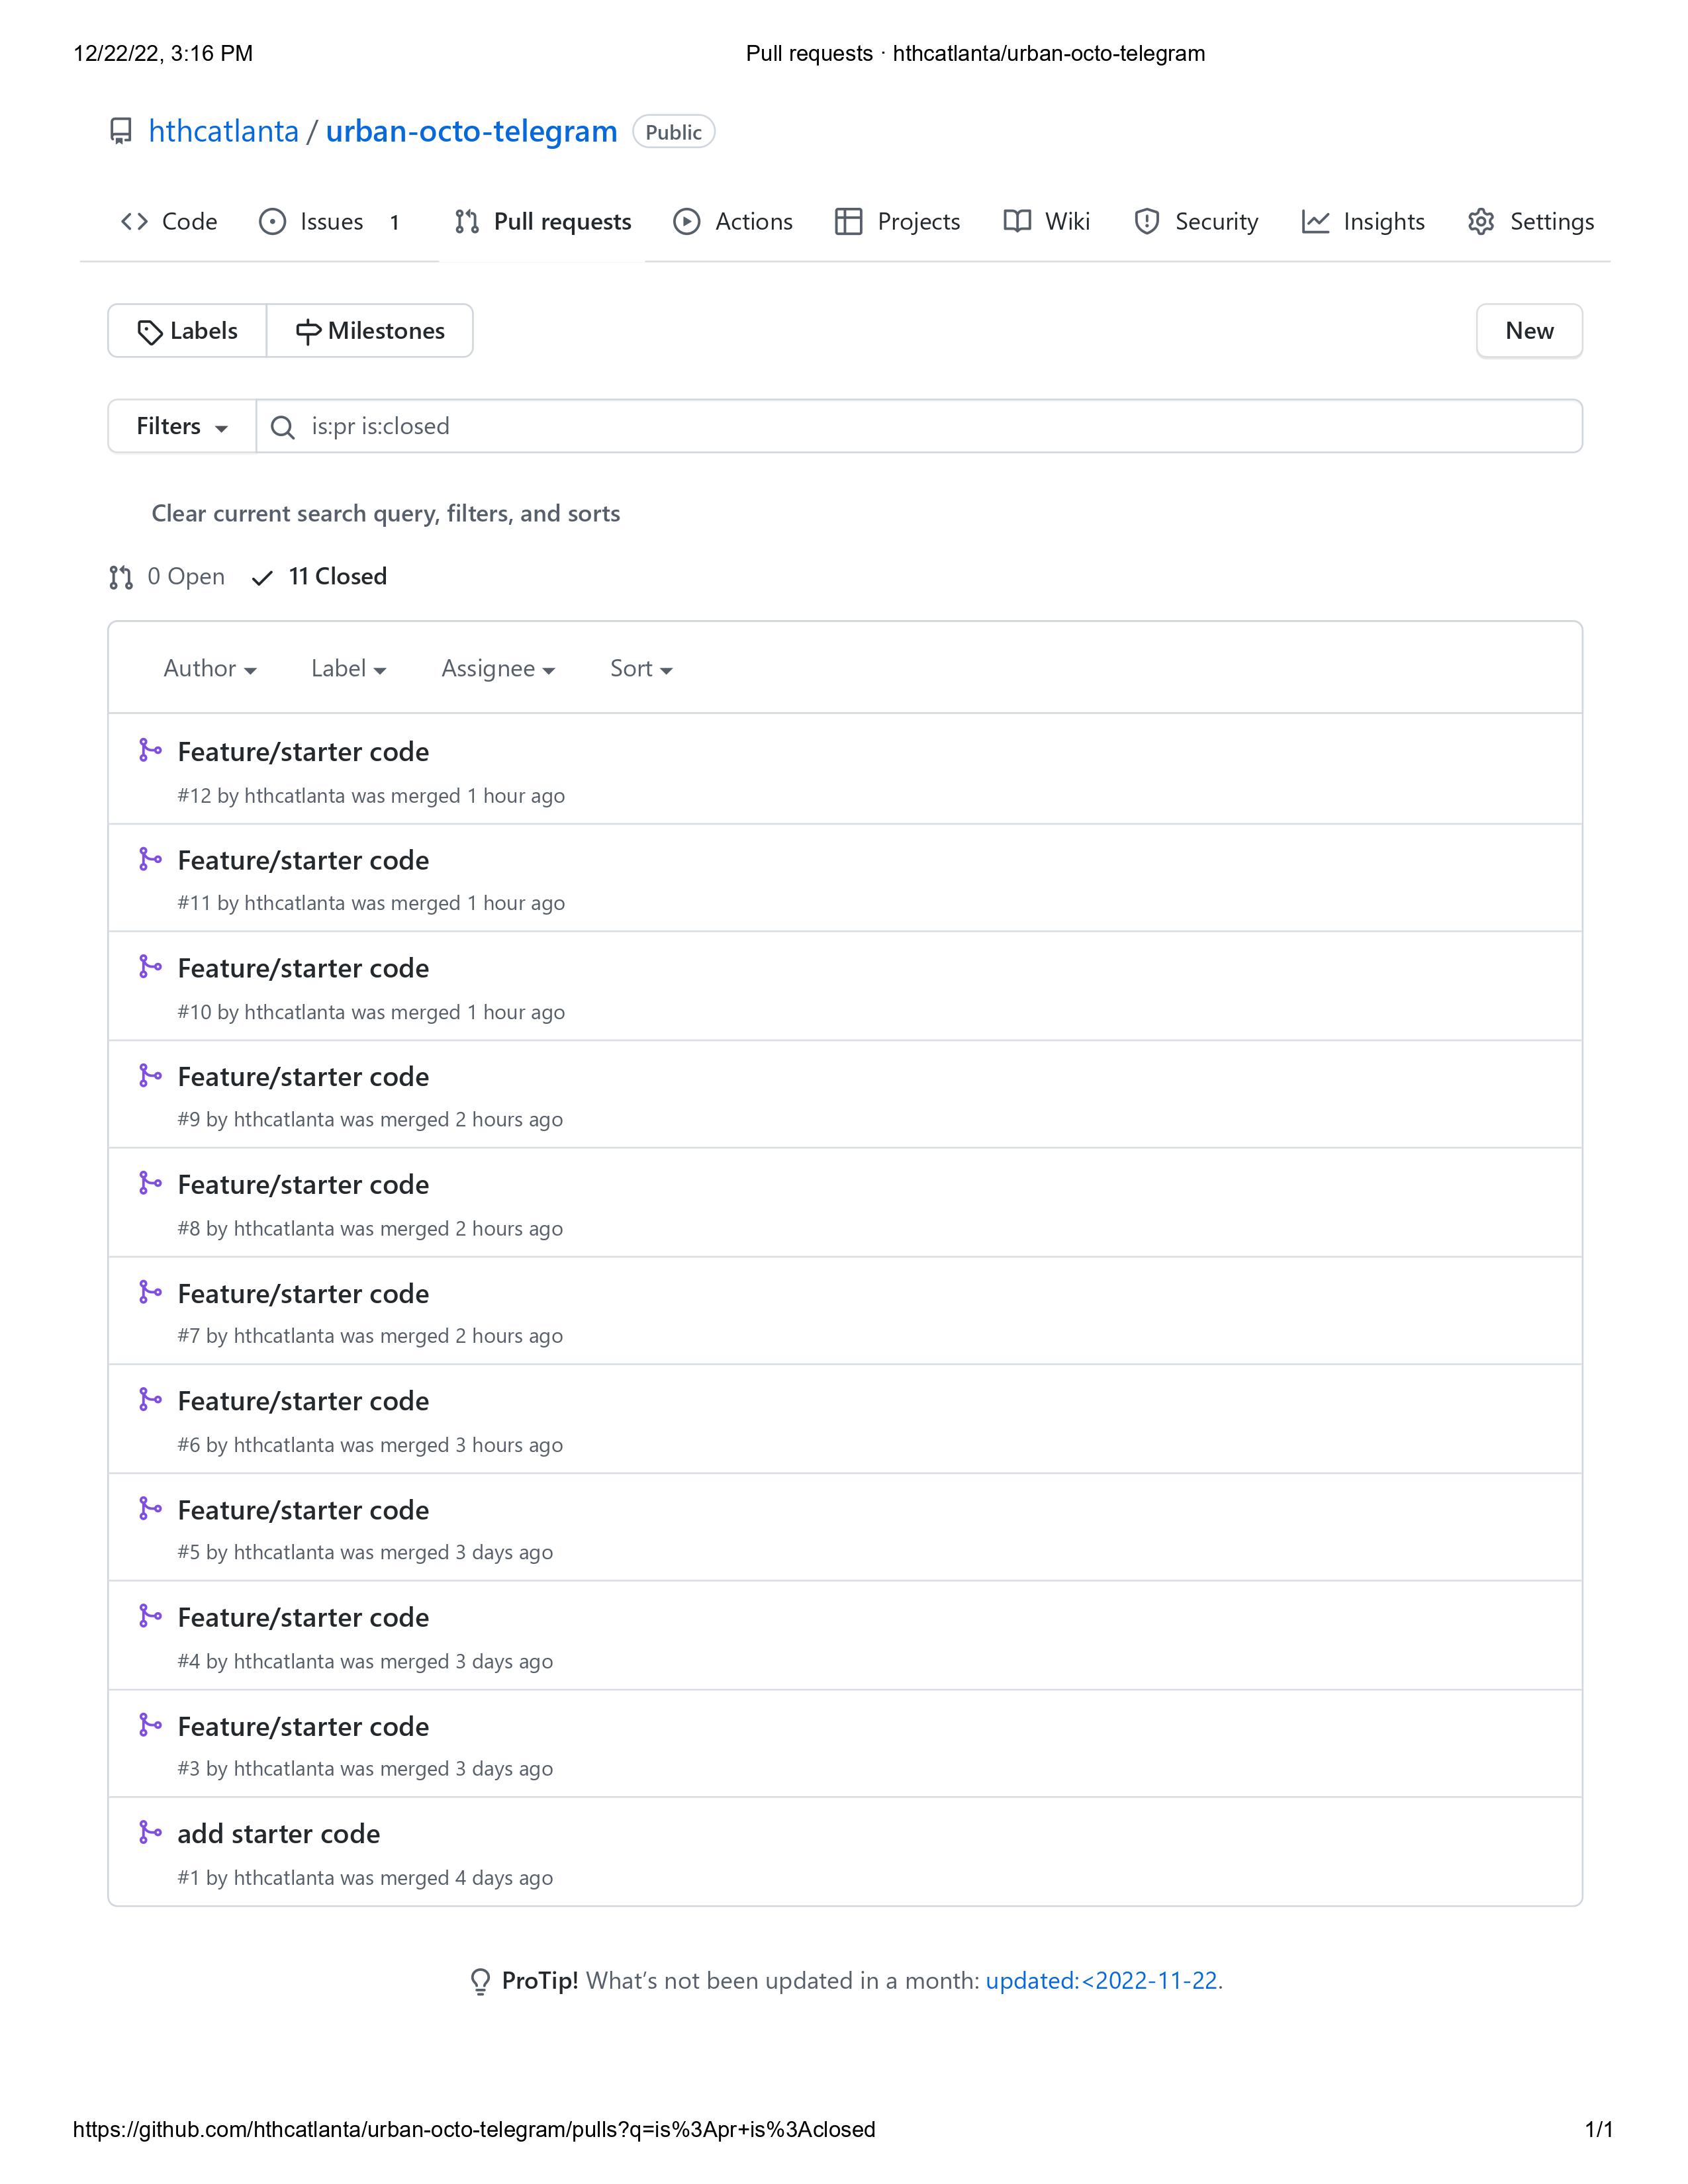 12/22/22, 3:16 PM Pull requests · hthcatlanta/urban-octo-telegram
hthcatlanta / urban-octo-telegram Public
Code Issues 1 Pull requests Actions Projects Wiki Security Insights Settings
Labels Milestones New
Filters is:pr is:closed
Clear current search query, filters, and sorts
0 Open 11 Closed
Author Label Assignee Sort
Feature/starter code
#12 by hthcatlanta was merged 1 hour ago
Feature/starter code
#11 by hthcatlanta was merged 1 hour ago
Feature/starter code
#10 by hthcatlanta was merged 1 hour ago
Feature/starter code
#9 by hthcatlanta was merged 2 hours ago
Feature/starter code
#8 by hthcatlanta was merged 2 hours ago
Feature/starter code
#7 by hthcatlanta was merged 2 hours ago
Feature/starter code
#6 by hthcatlanta was merged 3 hours ago
Feature/starter code
#5 by hthcatlanta was merged 3 days ago
Feature/starter code
#4 by hthcatlanta was merged 3 days ago
Feature/starter code
#3 by hthcatlanta was merged 3 days ago
add starter code
#1 by hthcatlanta was merged 4 days ago
ProTip! What’s not been updated in a month: updated:<2022-11-22.
https://github.com/hthcatlanta/urban-octo-telegram/pulls?q=is%3Apr+is%3Aclosed 1/1